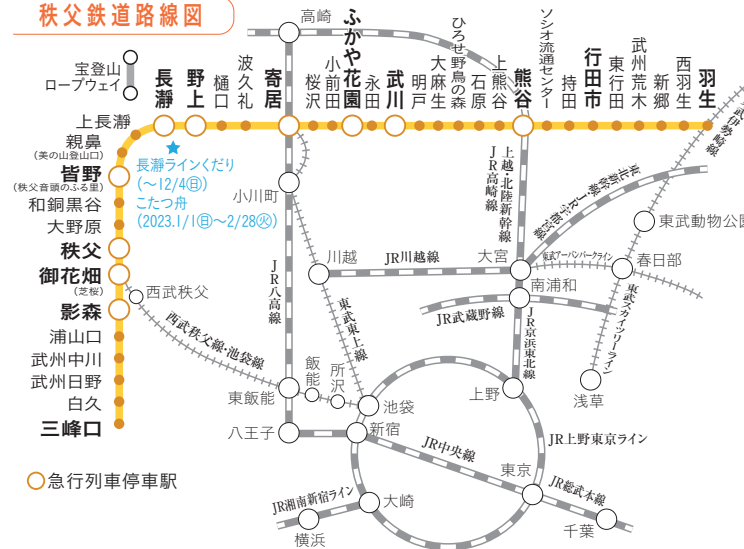 秩父鉄道路線図
宝登山
ロープウェイ
長瀞
野上
樋口
波久礼
寄居
桜沢
小前田
ふかや花園
永田
武川
明戸
大麻生
ひろせ野鳥の森
石原
上熊谷
熊谷
ソシオ流通センター
持田
行田市
東行田
武州荒木
新郷
西羽生
羽生
高崎
上長瀞
親鼻
(美の山登山口)
皆野
(秩父音頭のふる里)
和銅黒谷
大野原
秩父
御花畑
(芝桜)
影森
浦山口
武州中川
武州日野
白久
三峰口
★
長瀞ラインくだり
(～12/4㊐)
こたつ舟
(2023.1/1㊐～2/28㊋)
小川町
川越
JR川越線
大宮
南浦和
JR武蔵野線
上越・北陸新幹線
JR高崎線
東北新幹線・JR宇都宮線
東武伊勢崎線
東武動物公園
東武アーバンパークライン
春日部
東武スカイツリーライン
浅草
JR八高線
東武東上線
JR京浜東北線
西武秩父
西武秩父線・池袋線
東飯能
飯能
所沢
池袋
上野
八王子
新宿
JR中央線
JR上野東京ライン
東京
JR総武本線
千葉
JR湘南新宿ライン
横浜
大崎
急行列車停車駅